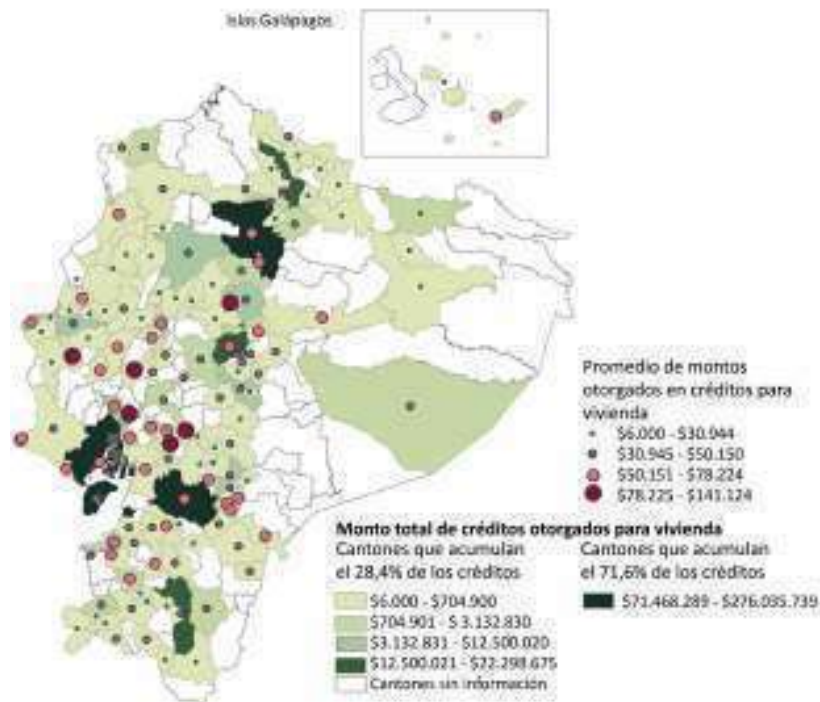 Islas Galápagos
Promedio de montos
otorgados en créditos para
vivienda
$6.000 - $30.944
$30.945 - $50.150
$50.151 - $78.224
$78.225 - $141.124
Monto total de créditos otorgados para vivienda
Cantones que acumulan
el 28,4% de los créditos
$6.000 - $704.900
$704.901 - $ 3.132.830
$3.132.831 - $12.500.020
$12.500.021 - $22.298.675
Cantones sin información
Cantones que acumulan
el 71,6% de los créditos
$71.468.289 - $276.035.739